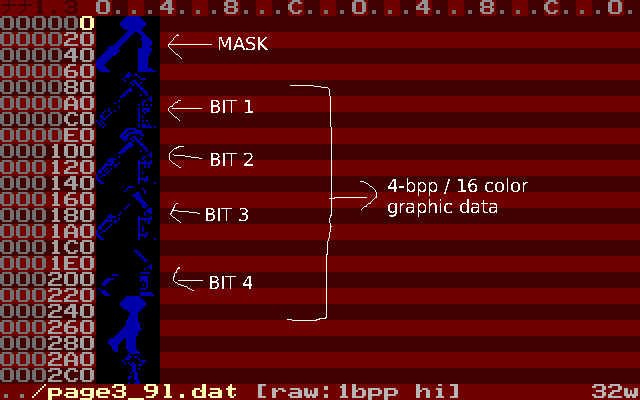 ++1.3 0...4...8...C...0...4...8...C...0.
000000
000020
000040 MASK
000060
000080
0000A0
0000C0 BIT 1
0000E0
000100
000120 BIT 2
000140
000160 4-bpp / 16 color
000180 BIT 3 graphic data
0001A0
0001C0
0001E0
000200 BIT 4
000220
000240
000260
000280
0002A0
0002C0
../page3_91.dat [raw:1bpp hi] 32w